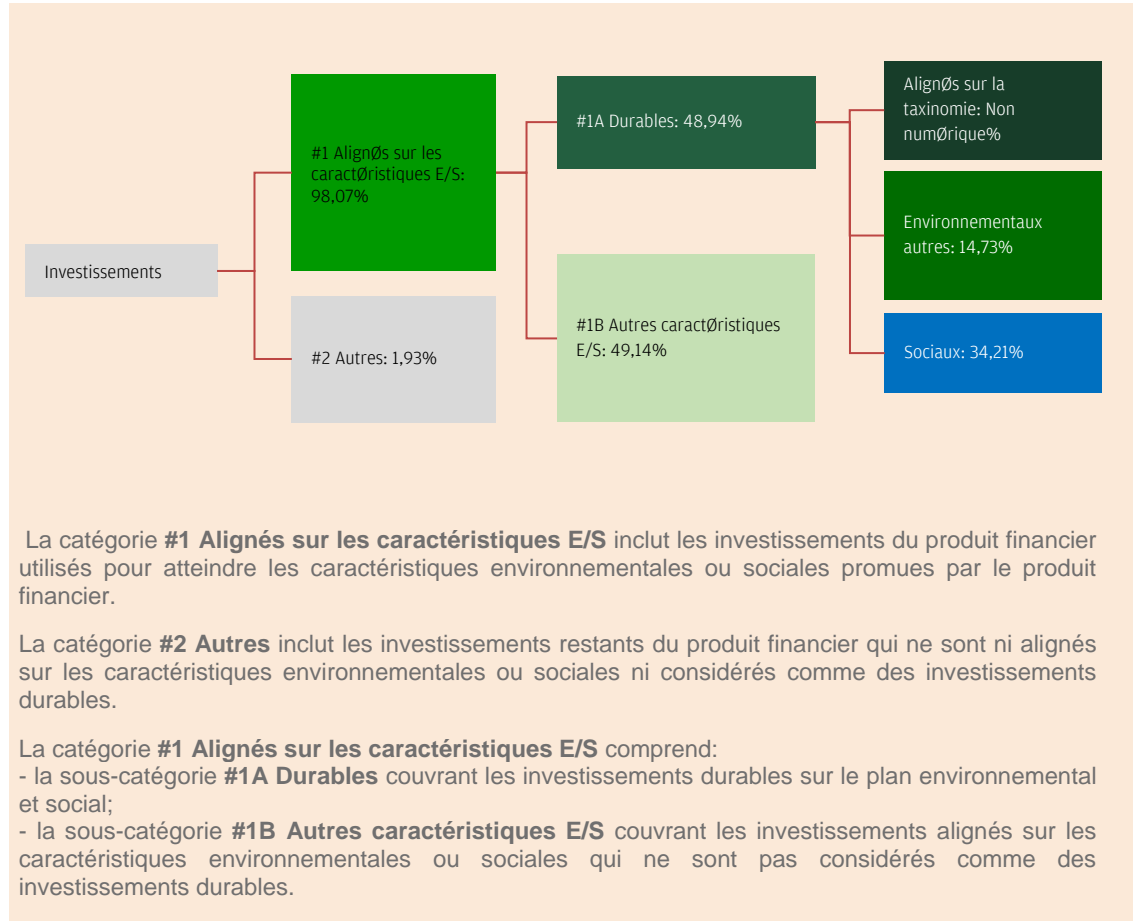 Investissements
#1 AlignØs sur les
caractØristiques E/S:
98,07%
#2 Autres: 1,93%
#1A Durables: 48,94%
#1B Autres caractØristiques
E/S: 49,14%
AlignØs sur la
taxinomie: Non
numØrique%
Environnementaux
autres: 14,73%
Sociaux: 34,21%
La catégorie #1 Alignés sur les caractéristiques E/S inclut les investissements du produit financier
utilisés pour atteindre les caractéristiques environnementales ou sociales promues par le produit
financier.
La catégorie #2 Autres inclut les investissements restants du produit financier qui ne sont ni alignés
sur les caractéristiques environnementales ou sociales ni considérés comme des investissements
durables.
La catégorie #1 Alignés sur les caractéristiques E/S comprend:
- la sous-catégorie #1A Durables couvrant les investissements durables sur le plan environnemental
et social;
- la sous-catégorie #1B Autres caractéristiques E/S couvrant les investissements alignés sur les
caractéristiques environnementales ou sociales qui ne sont pas considérés comme des
investissements durables.